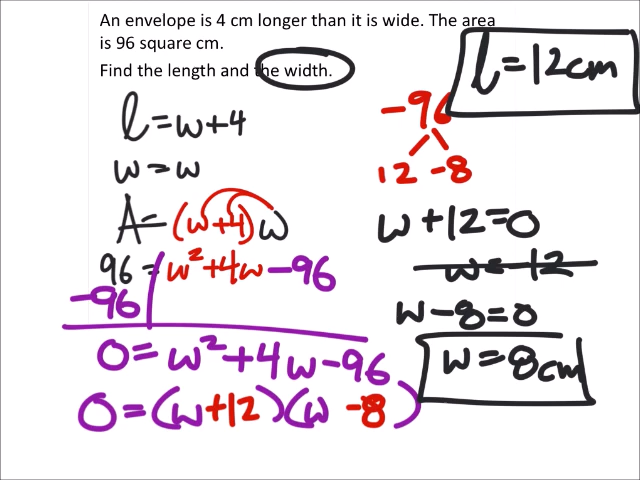 An envelope is 4 cm longer than it is wide. The area
is 96 square cm.
Find the length and the width.
l=w+4
w=w
A=(w+4)w
96=w²+4w-96
-96
0=w²+4w-96
0=(w+12)(w-8)
l=12cm
-96
12 -8
w+12=0
w=-12
w-8=0
w=8cm